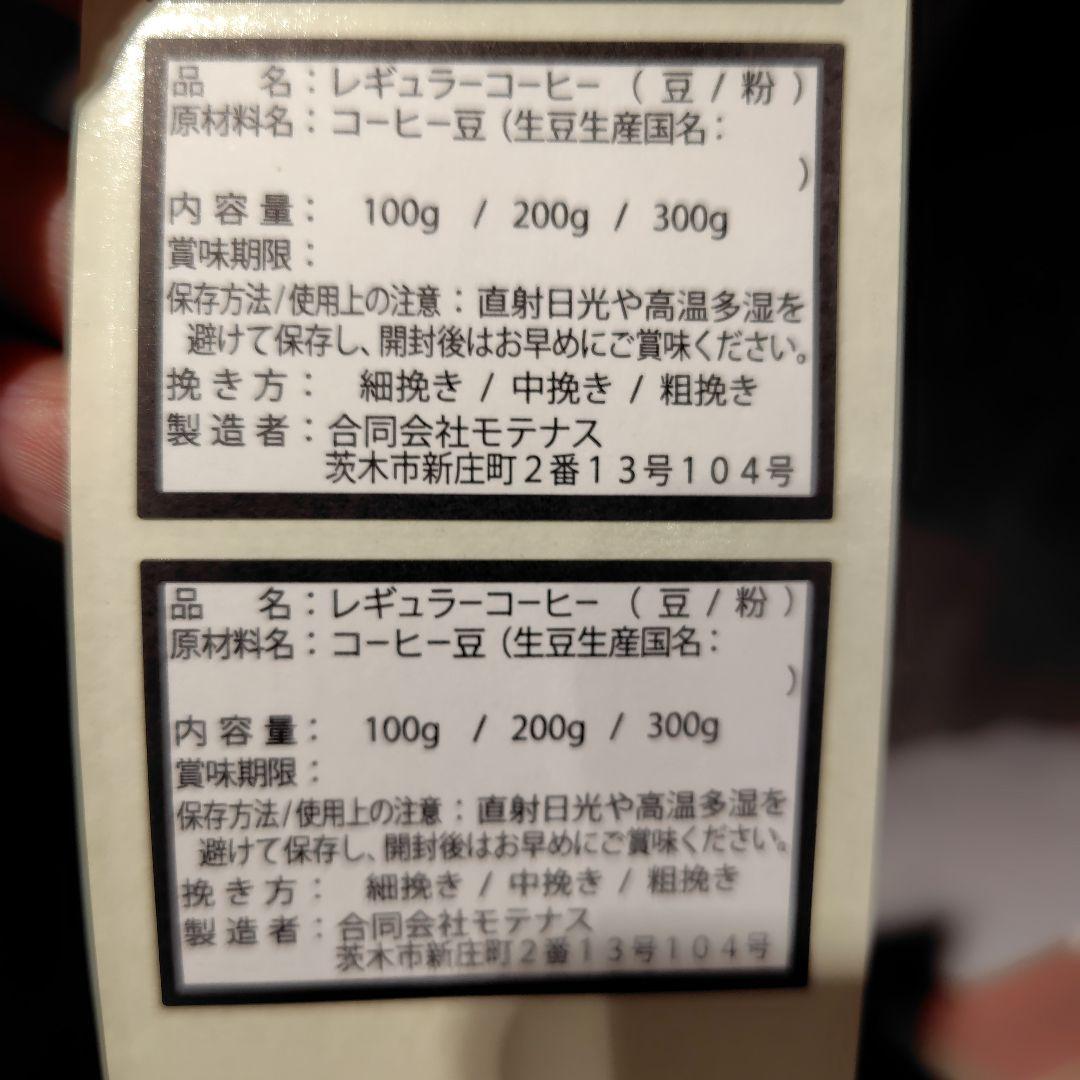 品　　名：レギュラーコーヒー （ 豆 / 粉 ）
原材料名：コーヒー豆（生豆生産国名：
）
内 容 量： 100g / 200g / 300g
賞味期限：
保存方法/使用上の注意：直射日光や高温多湿を
避けて保存し、開封後はお早めにご賞味ください。
挽 き 方： 細挽き / 中挽き / 粗挽き
製 造 者：合同会社モテナス
茨木市新庄町２番１３号１０４号
品　　名：レギュラーコーヒー （ 豆 / 粉 ）
原材料名：コーヒー豆（生豆生産国名：
）
内 容 量： 100g / 200g / 300g
賞味期限：
保存方法/使用上の注意：直射日光や高温多湿を
避けて保存し、開封後はお早めにご賞味ください。
挽 き 方： 細挽き / 中挽き / 粗挽き
製 造 者：合同会社モテナス
茨木市新庄町２番１３号１０４号